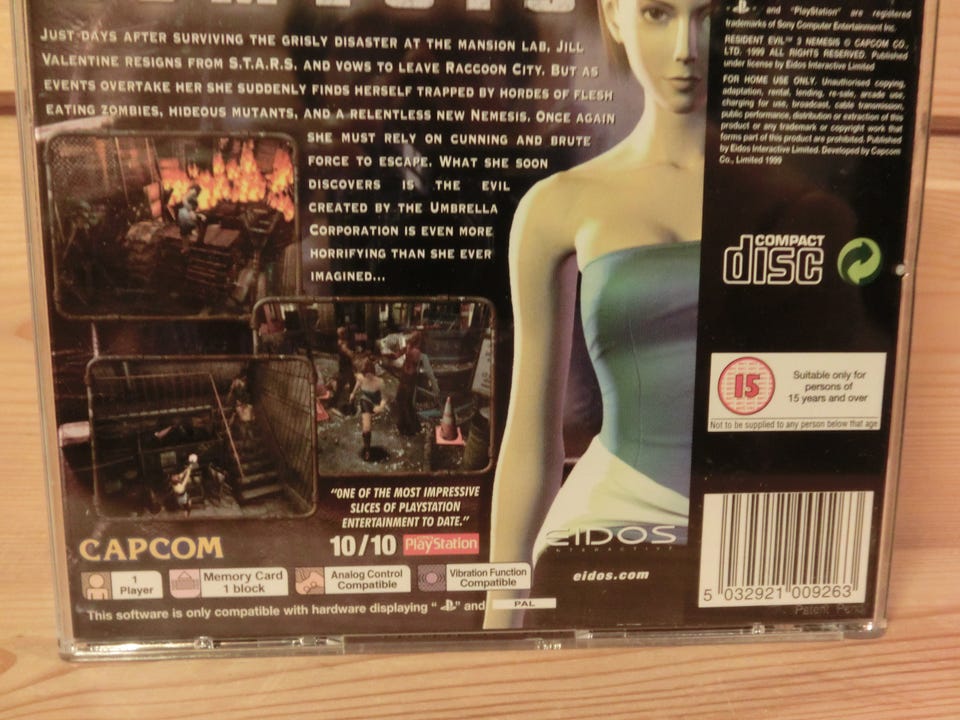 JUST DAYS AFTER SURVIVING THE GRISLY DISASTER AT THE MANSION LAB, JILL
VALENTINE RESIGNS FROM S.T.A.R.S. AND VOWS TO LEAVE RACCOON CITY. BUT AS
EVENTS OVERTAKE HER SHE SUDDENLY FINDS HERSELF TRAPPED BY HORDES OF FLESH
EATING ZOMBIES, HIDEOUS MUTANTS, AND A RELENTLESS NEW NEMESIS. ONCE AGAIN
SHE MUST RELY ON CUNNING AND BRUTE
FORCE TO ESCAPE. WHAT SHE SOON
DISCOVERS IS THE EVIL
CREATED BY THE UMBRELLA
CORPORATION IS EVEN MORE
HORRIFYING THAN SHE EVER
IMAGINED...
"ONE OF THE MOST IMPRESSIVE
SLICES OF PLAYSTATION
ENTERTAINMENT TO DATE."
10/10 PlayStation
CAPCOM
1
Player
Memory Card
1 block
Analog Control
Compatible
Vibration Function
Compatible
This software is only compatible with hardware displaying " " and PAL
EIDOS
INTERACTIVE
eidos.com
and "PlayStation" are registered
trademarks of Sony Computer Entertainment Inc.
RESIDENT EVIL™ 3 NEMESIS © CAPCOM CO.,
LTD. 1999 ALL RIGHTS RESERVED. Published
under license by Eidos Interactive Limited
FOR HOME USE ONLY. Unauthorised copying,
adaptation, rental, lending, re-sale, arcade use,
charging for use, broadcast, cable transmission,
public performance, distribution or extraction of this
product or any trademark or copyright work that
forms part of this product are prohibited. Published
by Eidos Interactive Limited. Developed by Capcom
Co., Limited 1999
COMPACT
disc
15
Suitable only for
persons of
15 years and over
Not to be supplied to any person below that age
5 032921 009263
Patent Pend